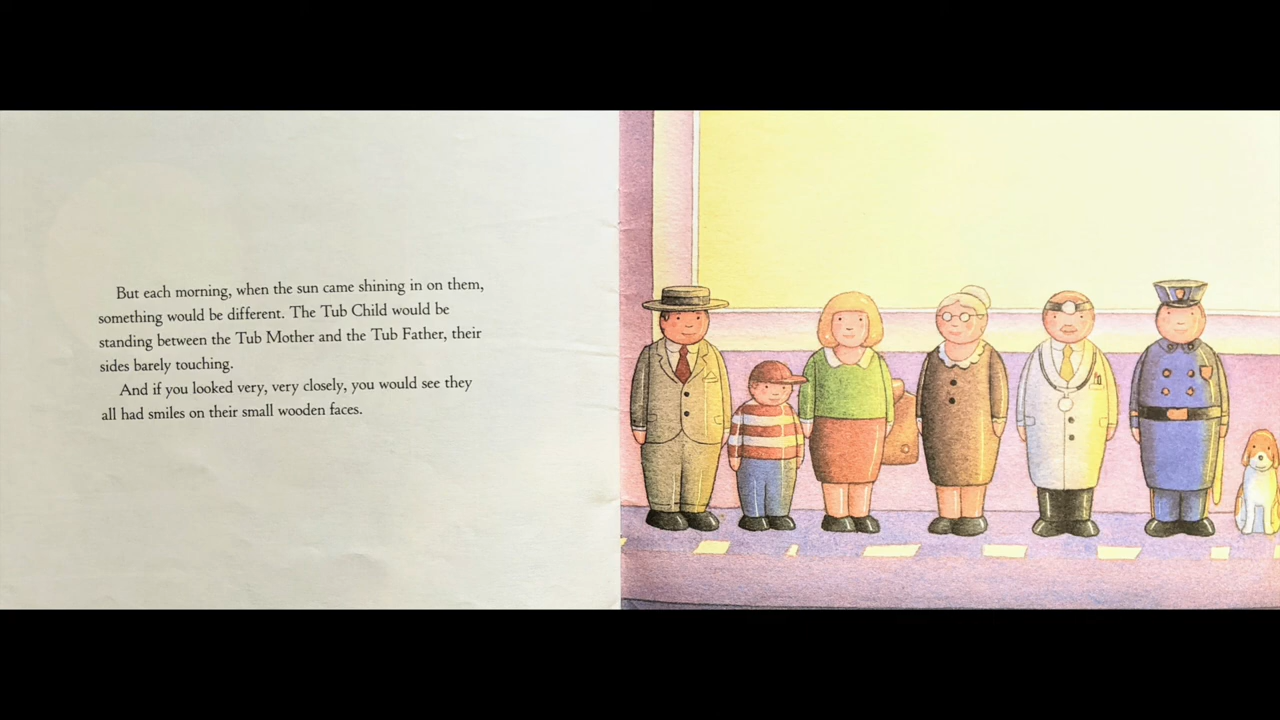 But each morning, when the sun came shining in on them,
something would be different. The Tub Child would be
standing between the Tub Mother and the Tub Father, their
sides barely touching.
And if you looked very, very closely, you would see they
all had smiles on their small wooden faces.